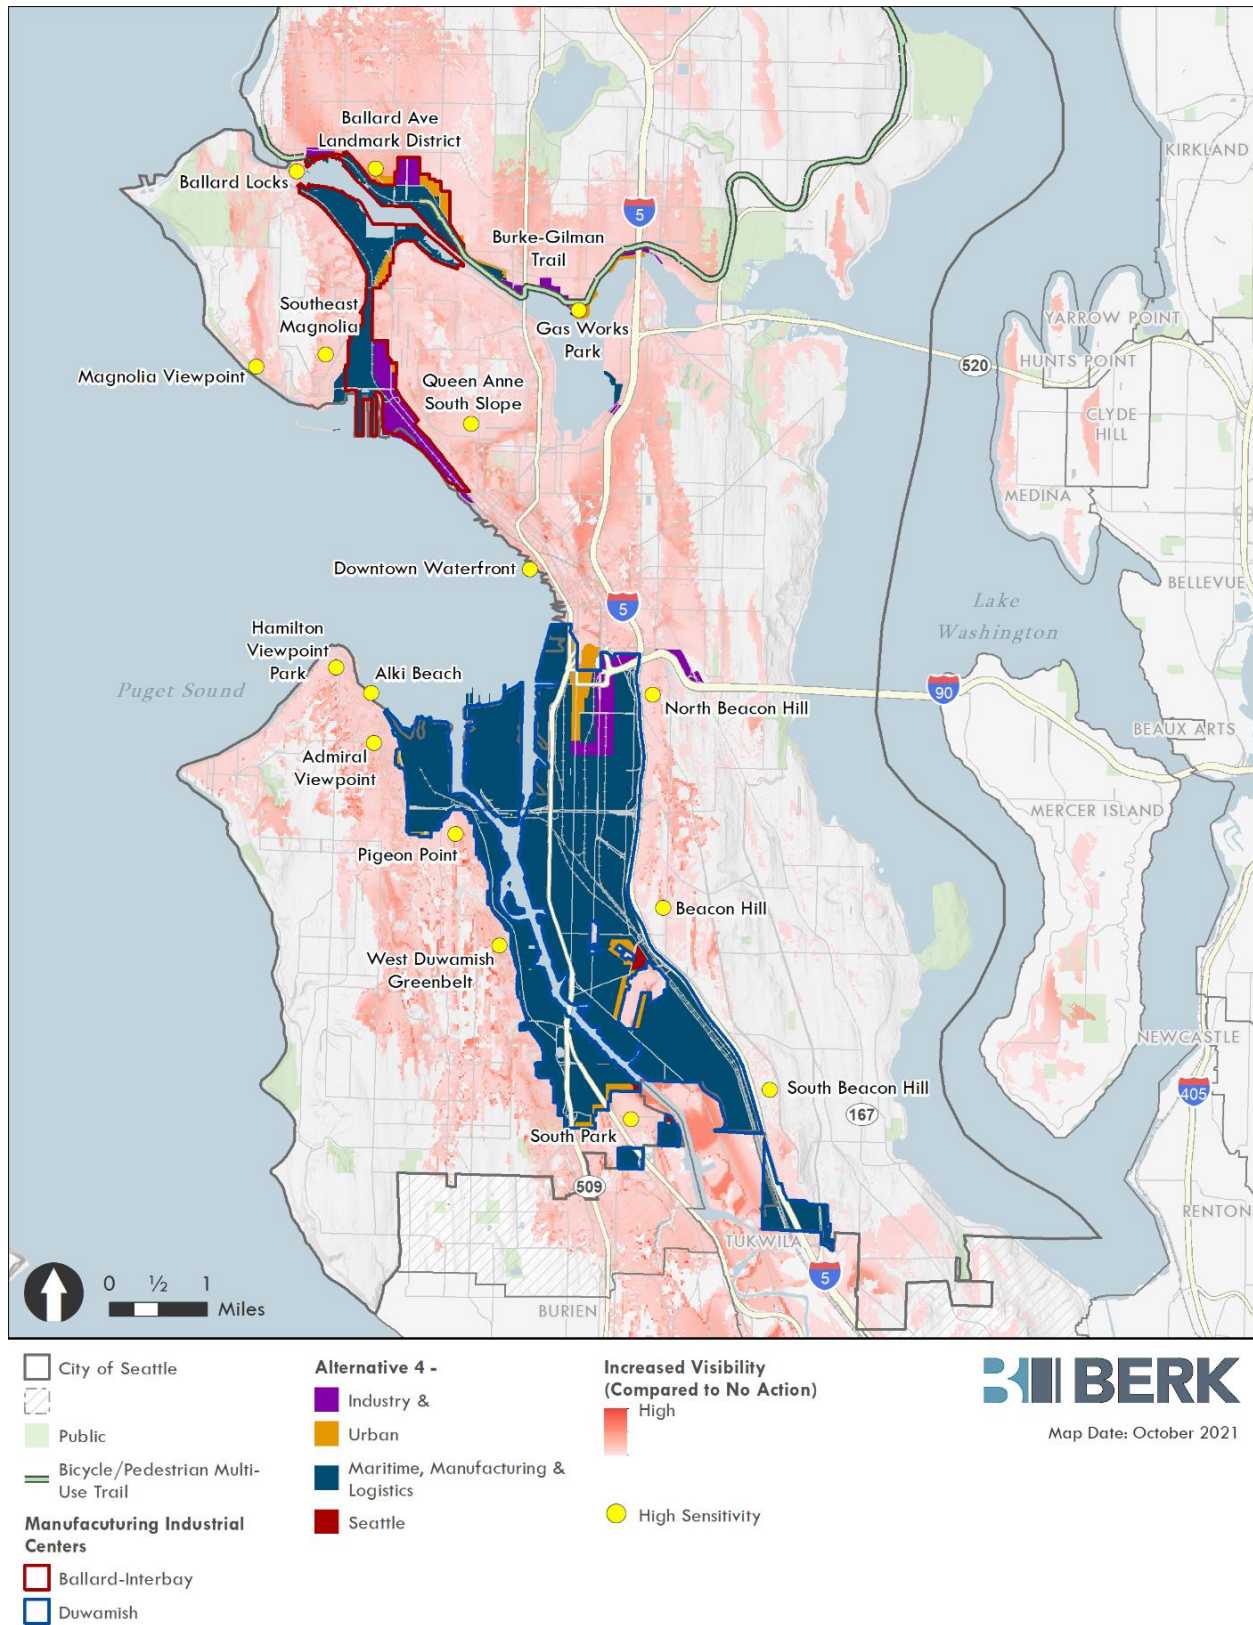 Ballard Ave
Landmark District
Ballard Locks
KIRKLAND
5
Burke-Gilman
Trail
Southeast
Magnolia
Gas Works
Park
YARROW POINT
HUNTS POINT
520
Magnolia Viewpoint
Queen Anne
South Slope
CLYDE
HILL
MEDINA
Downtown Waterfront
BELLEVUE
5
Lake
Washington
Hamilton
Viewpoint
Park
Alki Beach
Puget Sound
90
North Beacon Hill
BEAUX ARTS
Admiral
Viewpoint
MERCER ISLAND
Pigeon Point
Beacon Hill
West Duwamish
Greenbelt
NEWCASTLE
South Beacon Hill
405
167
South Park
509
RENTON
TUKWILA
5
0 ½ 1
Miles
BURIEN
City of Seattle
Public
Bicycle/Pedestrian Multi-
Use Trail
Manufacuturing Industrial
Centers
Ballard-Interbay
Duwamish
Alternative 4 -
Industry &
Urban
Maritime, Manufacturing &
Logistics
Seattle
Increased Visibility
(Compared to No Action)
High
High Sensitivity
BERK
Map Date: October 2021